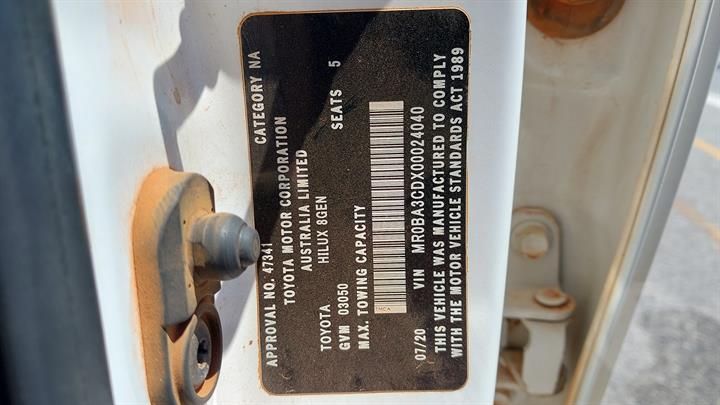 APPROVAL NO. 47341 CATEGORY NA
TOYOTA MOTOR CORPORATION
AUSTRALIA LIMITED
TOYOTA HILUX 8GEN
GVM 03050 SEATS 5
MAX. TOWING CAPACITY
TMCA
07/20 VIN MR0BA3CDX00024040
THIS VEHICLE WAS MANUFACTURED TO COMPLY
WITH THE MOTOR VEHICLE STANDARDS ACT 1989